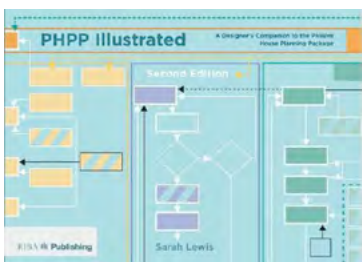 PHPP Illustrated
A Designer's Companion to the Passive
House Planning Package
Second Edition
RIBA Publishing
Sarah Lewis